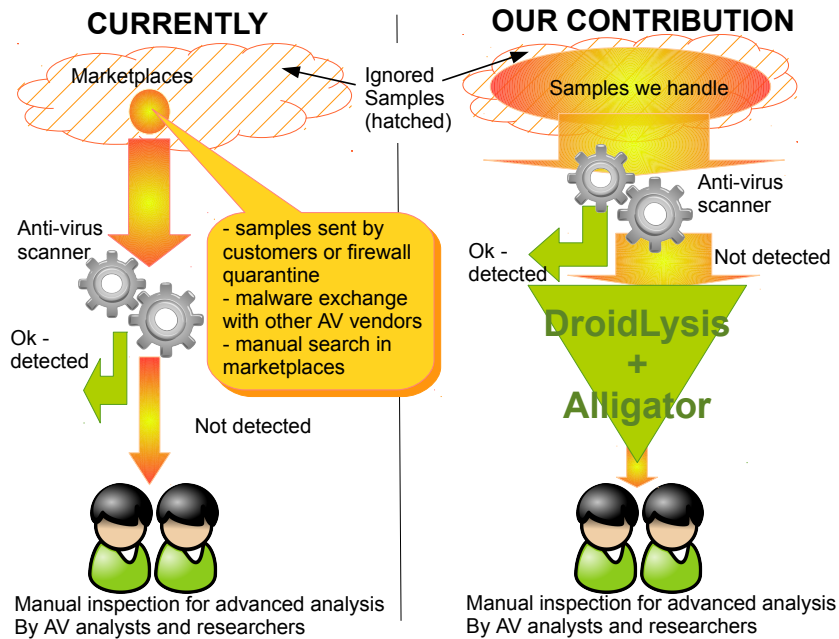 CURRENTLY
Marketplaces
Ignored
Samples
(hatched)
Anti-virus
scanner
- samples sent by
customers or firewall
quarantine
- malware exchange
with other AV vendors
- manual search in
marketplaces
Ok -
detected
Not detected
Manual inspection for advanced analysis
By AV analysts and researchers
OUR CONTRIBUTION
Samples we handle
Anti-virus
scanner
Ok -
detected
Not detected
DroidLysis
+
Alligator
Manual inspection for advanced analysis
By AV analysts and researchers